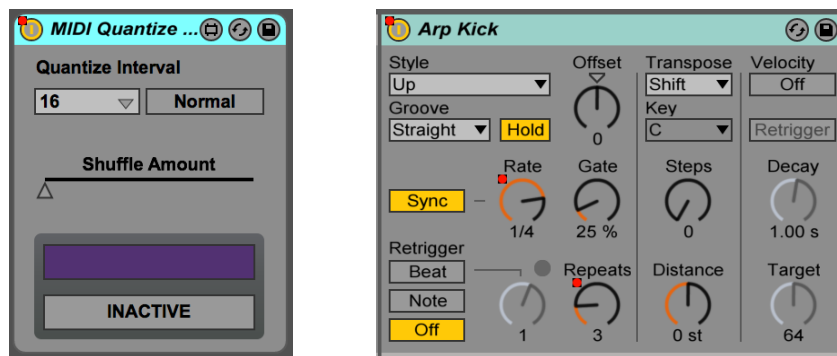 MIDI Quantize ...
Quantize Interval
16 Normal
Shuffle Amount
INACTIVE
Arp Kick
Style Offset Transpose Velocity
Up Shift Off
Groove Key
Straight Hold 0 C Retrigger
Rate Gate Steps Decay
Sync
1/4 25 % 0 1.00 s
Retrigger
Beat Repeats Distance Target
Note
Off 1 3 0 st 64